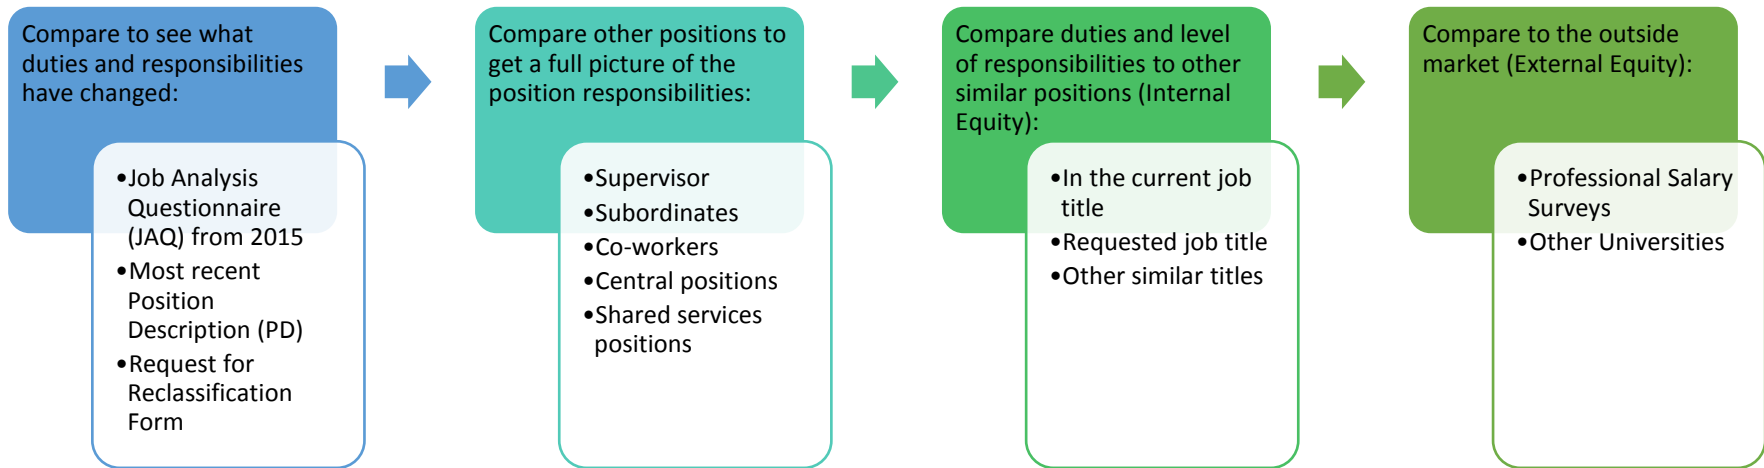 Compare to see what
duties and responsibilities
have changed:
•Job Analysis
Questionnaire
(JAQ) from 2015
•Most recent
Position
Description (PD)
•Request for
Reclassification
Form
Compare other positions to
get a full picture of the
position responsibilities:
•Supervisor
•Subordinates
•Co-workers
•Central positions
•Shared services
positions
Compare duties and level
of responsibilities to other
similar positions (Internal
Equity):
•In the current job
title
•Requested job title
•Other similar titles
Compare to the outside
market (External Equity):
•Professional Salary
Surveys
•Other Universities